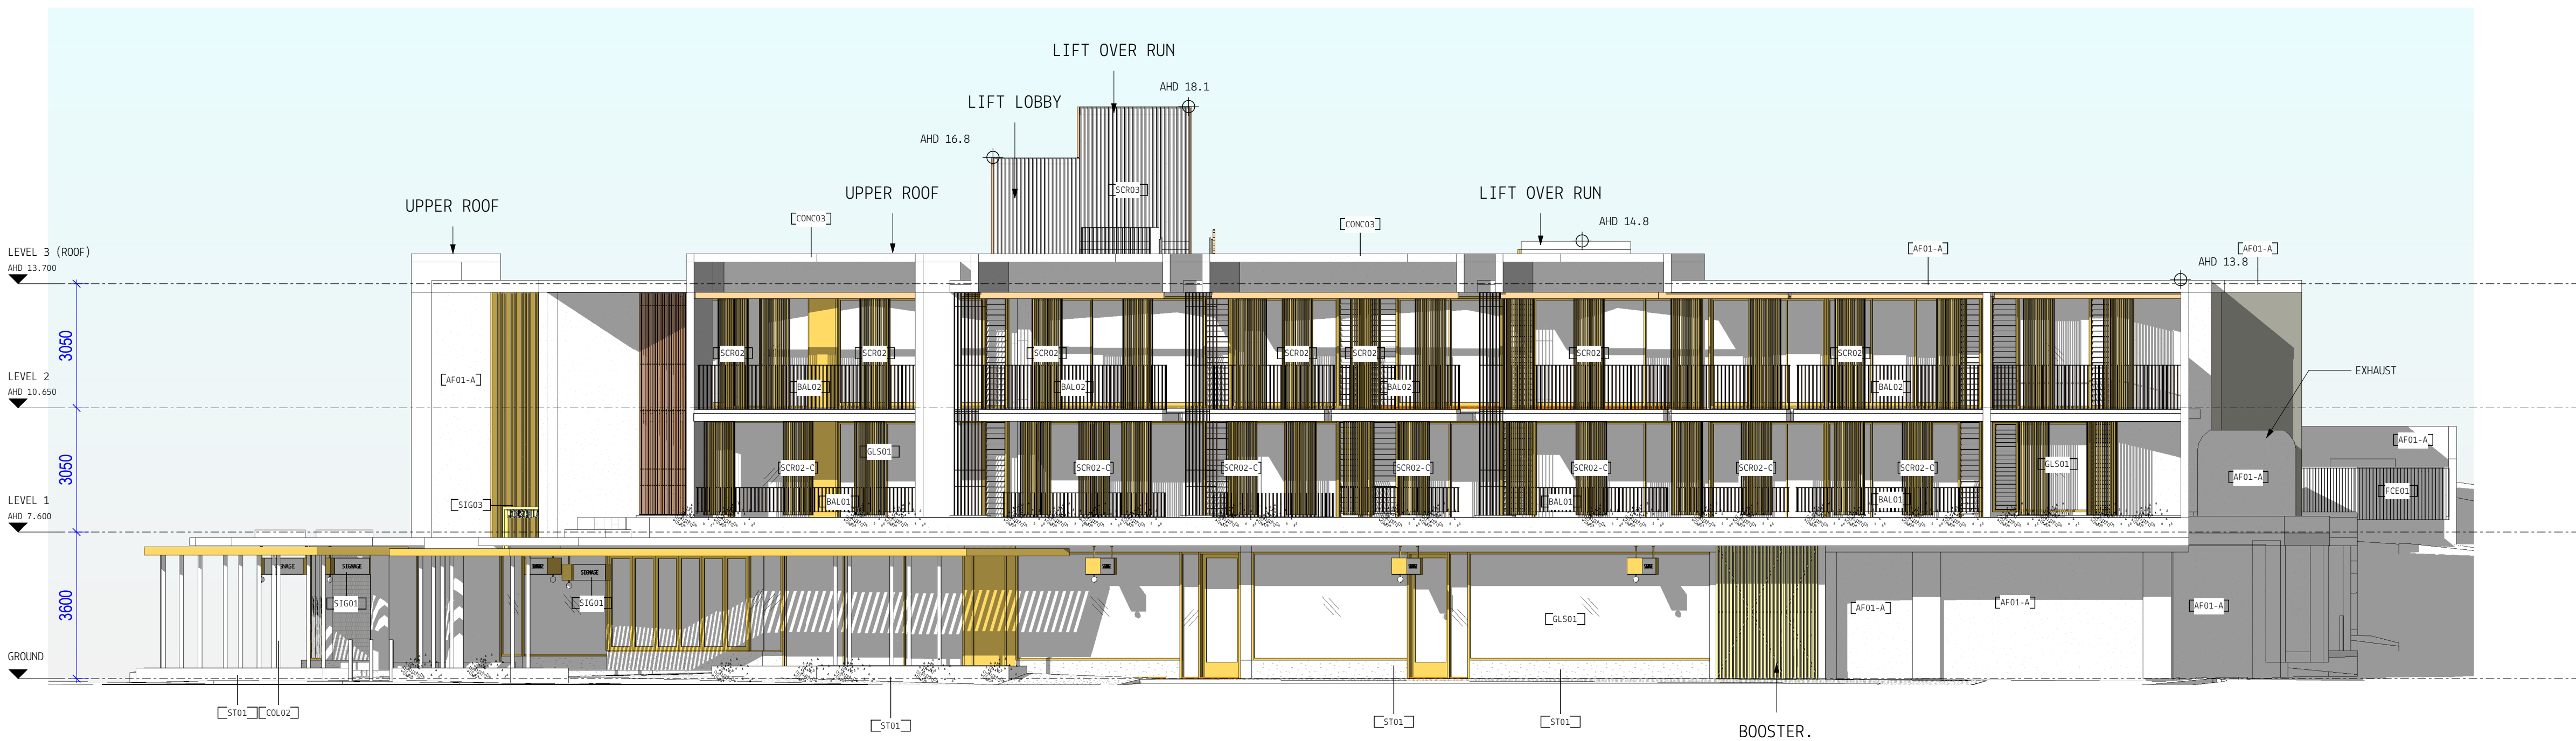 LIFT OVER RUN
AHD 18.1
LIFT LOBBY
AHD 16.8
SCR03
UPPER ROOF
UPPER ROOF
LIFT OVER RUN
CONC03
CONC03
AHD 14.8
AF01-A
AF01-A
AHD 13.8
LEVEL 3 (ROOF)
AHD 13.700
3050
SCR02
SCR02
SCR02
SCR02
SCR02
SCR02
SCR02
EXHAUST
LEVEL 2
AHD 10.650
AF01-A
BAL02
BAL02
BAL02
BAL02
AF01-A
3050
GLS01
SCR02-C
SCR02-C
SCR02-C
SCR02-C
SCR02-C
SCR02-C
SCR02-C
GLS01
AF01-A
FCE01
LEVEL 1
AHD 7.600
SIG03
BAL01
BAL01
BAL01
SIGNAGE
SIGNAGE
3600
SIG01
SIG01
GLS01
AF01-A
AF01-A
AF01-A
GROUND
ST01
COL02
ST01
ST01
ST01
BOOSTER.